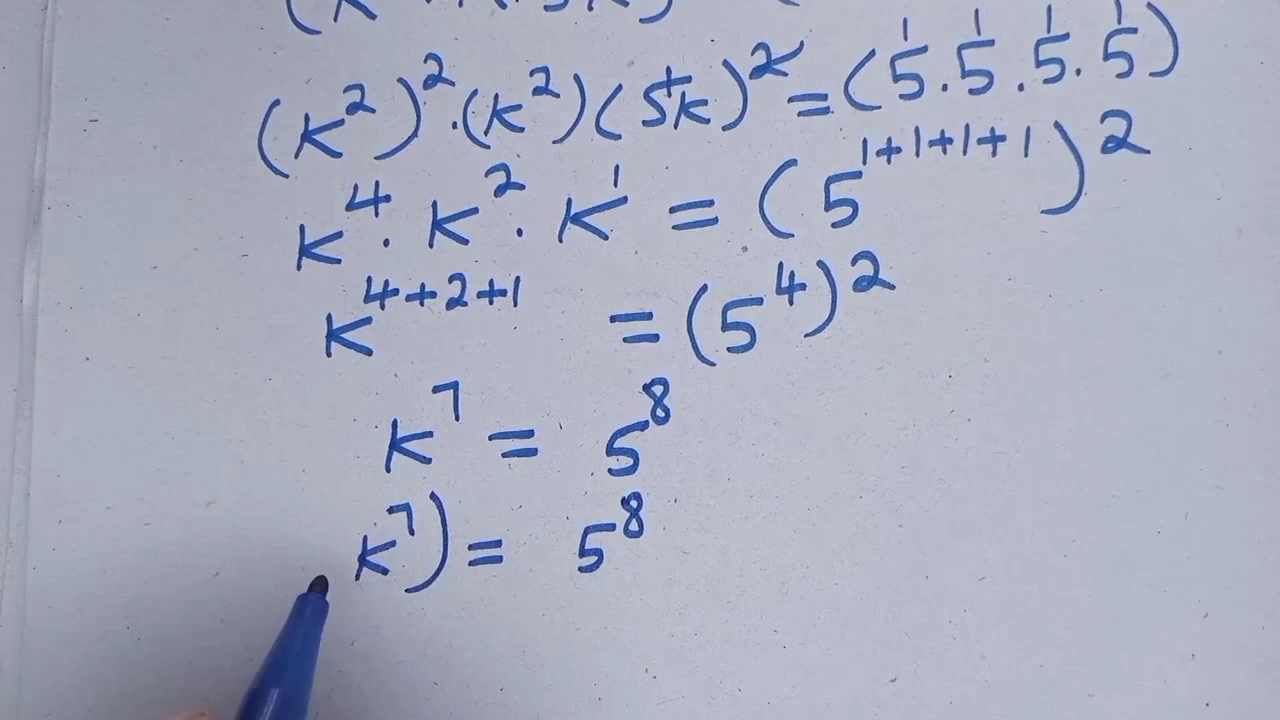 (K²)².(K²)(5√K)² = (5¹.5¹.5¹.5¹)
K⁴.K².K¹ = (5¹⁺¹⁺¹⁺¹)²
K⁴⁺²⁺¹ = (5⁴)²
K⁷ = 5⁸
K⁷) = 5⁸